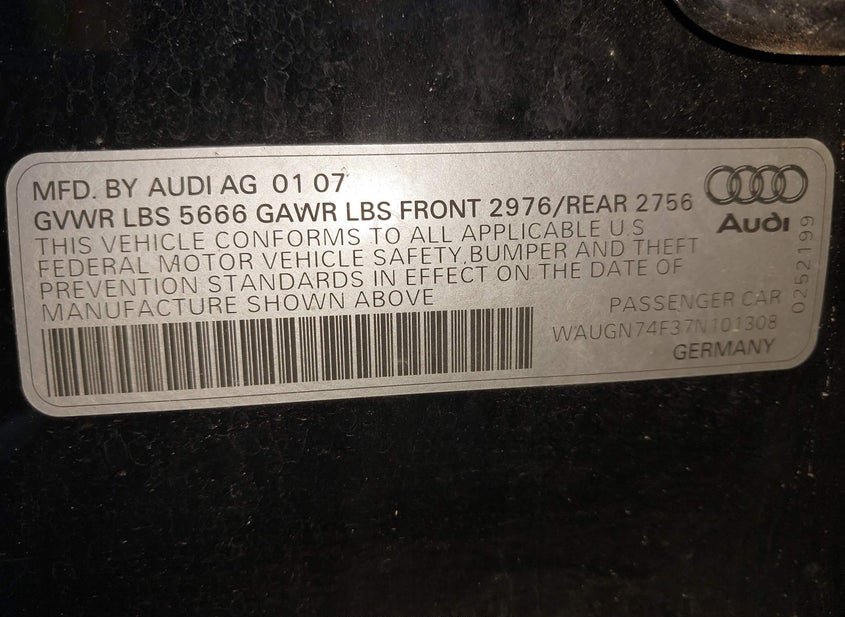 MFD. BY AUDI AG 01 07
GVWR LBS 5666 GAWR LBS FRONT 2976/REAR 2756
THIS VEHICLE CONFORMS TO ALL APPLICABLE U.S
FEDERAL MOTOR VEHICLE SAFETY,BUMPER AND THEFT
PREVENTION STANDARDS IN EFFECT ON THE DATE OF
MANUFACTURE SHOWN ABOVE
Audi
0252199
PASSENGER CAR
WAUGN74F37N101308
GERMANY